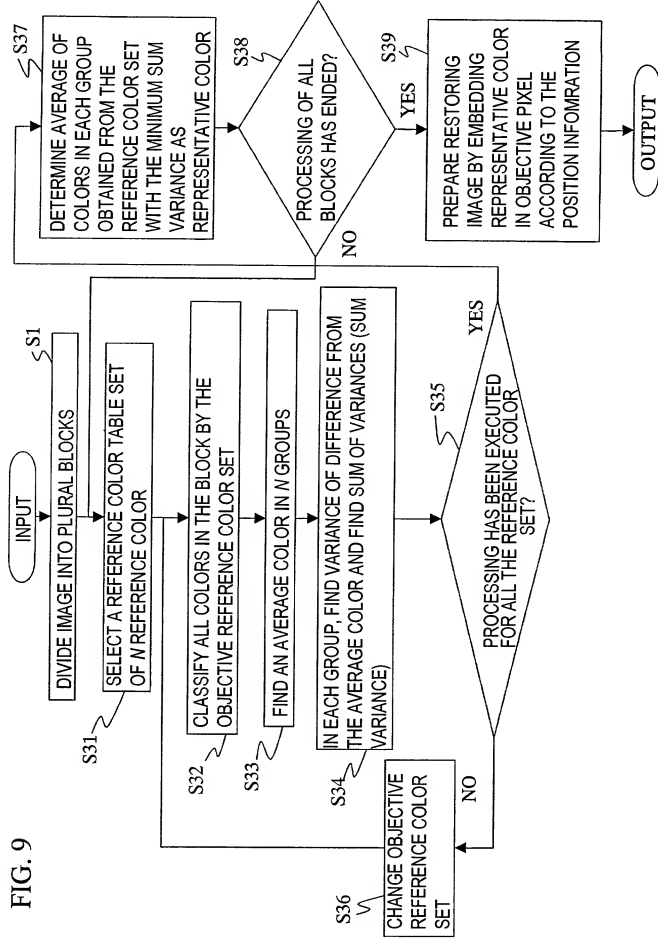 FIG. 9
INPUT
S1
DIVIDE IMAGE INTO PLURAL BLOCKS
S31
SELECT A REFERENCE COLOR TABLE SET
OF N REFERENCE COLOR
S32
CLASSIFY ALL COLORS IN THE BLOCK BY THE
OBJECTIVE REFERENCE COLOR SET
S33
FIND AN AVERAGE COLOR IN N GROUPS
S34
IN EACH GROUP, FIND VARIANCE OF DIFFERENCE FROM
THE AVERAGE COLOR AND FIND SUM OF VARIANCES (SUM
VARIANCE)
S35
PROCESSING HAS BEEN EXECUTED
FOR ALL THE REFERENCE COLOR
SET?
YES
NO
S36
CHANGE OBJECTIVE
REFERENCE COLOR
SET
S37
DETERMINE AVERAGE OF
COLORS IN EACH GROUP
OBTAINED FROM THE
REFERENCE COLOR SET
WITH THE MINIMUM SUM
VARIANCE AS
REPRESENTATIVE COLOR
S38
PROCESSING OF ALL
BLOCKS HAS ENDED?
NO
YES
S39
PREPARE RESTORING
IMAGE BY EMBEDDING
REPRESENTATIVE COLOR
IN OBJECTIVE PIXEL
ACCORDING TO THE
POSITION INFOMRATION
OUTPUT